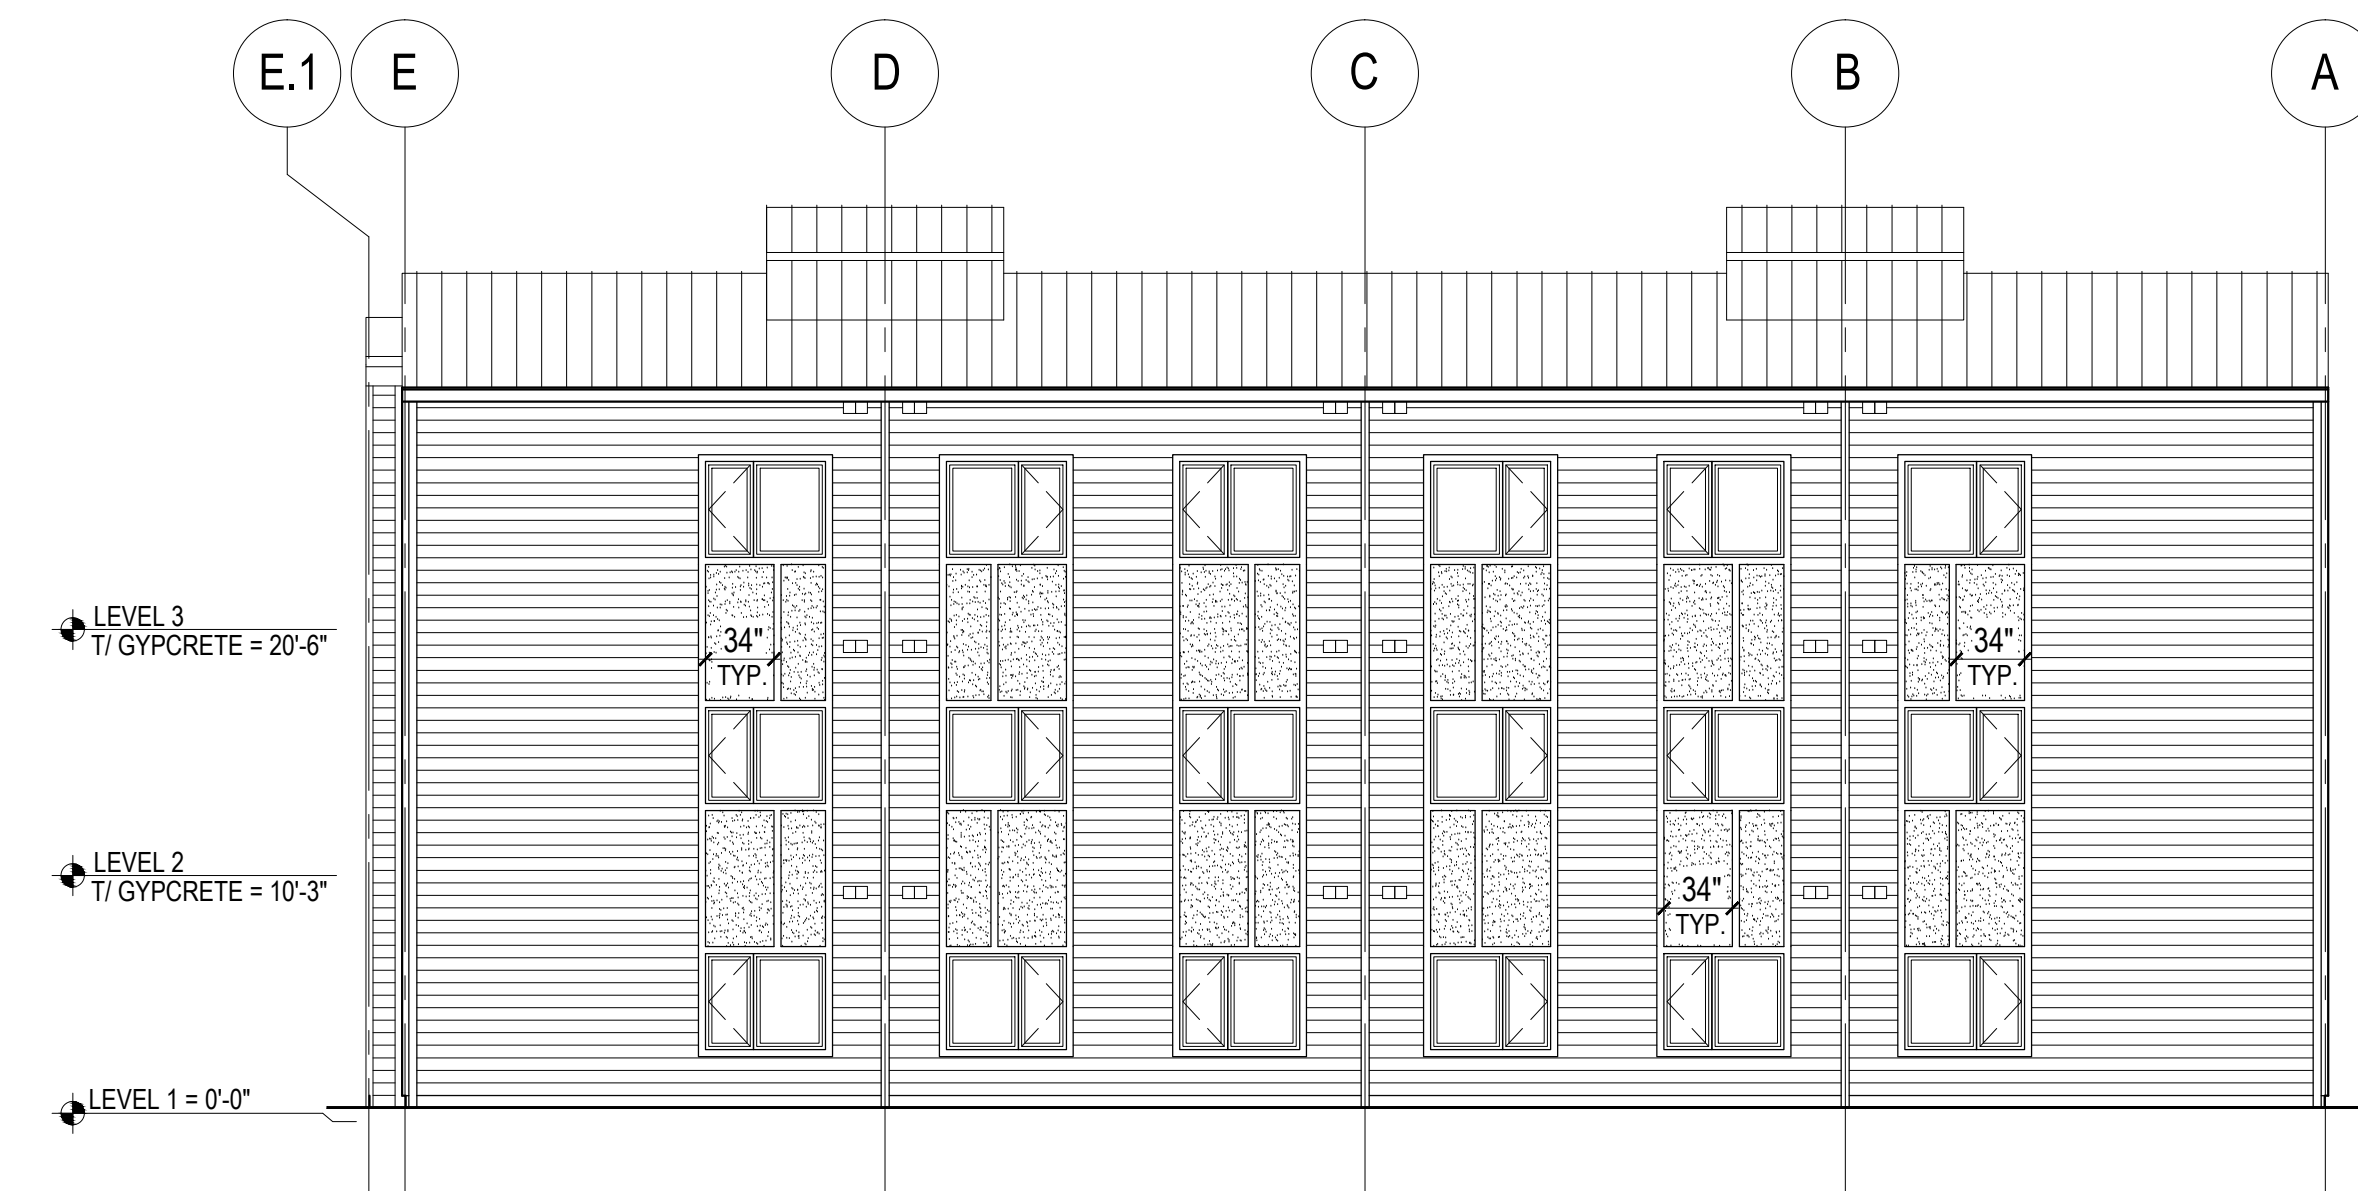 E.1
E
D
C
B
A
LEVEL 3
T/ GYPCRETE = 20'-6"
34"
TYP.
34"
TYP.
LEVEL 2
T/ GYPCRETE = 10'-3"
34"
TYP.
LEVEL 1 = 0'-0"